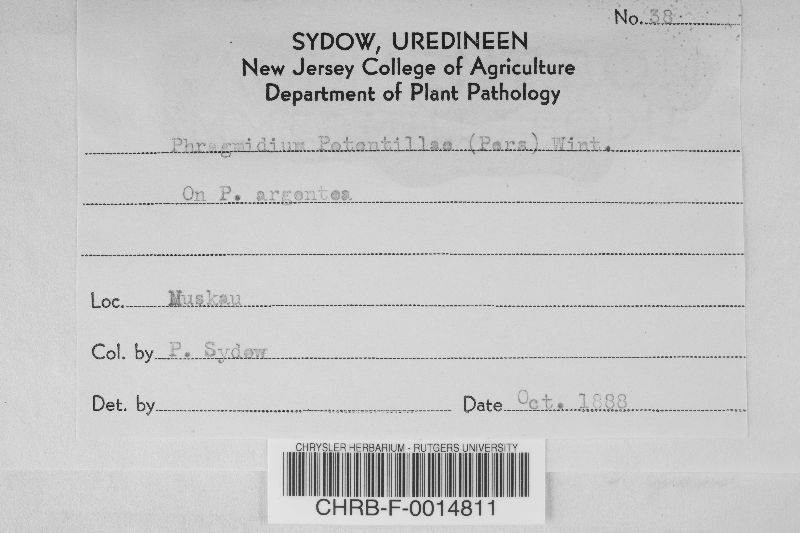 No. 38
SYDOW, UREDINEEN
New Jersey College of Agriculture
Department of Plant Pathology
Phragmidium Potentillae (Pers) Wint.
On P. argentea
Loc. Muskau
Col. by P. Sydow
Det. by Date Oct. 1888
CHRYSLER HERBARIUM - RUTGERS UNIVERSITY
CHRB-F-0014811